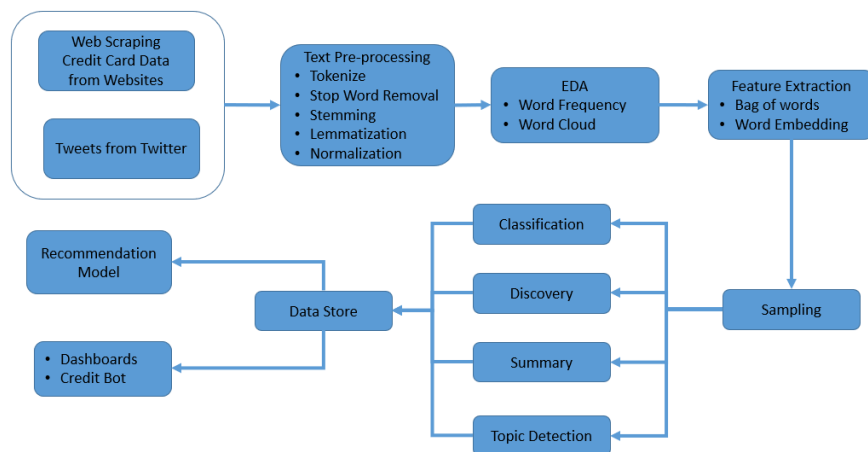 Web Scraping
Credit Card Data
from Websites
Tweets from Twitter
Text Pre-processing
• Tokenize
• Stop Word Removal
• Stemming
• Lemmatization
• Normalization
EDA
• Word Frequency
• Word Cloud
Feature Extraction
• Bag of words
• Word Embedding
Sampling
Classification
Discovery
Summary
Topic Detection
Data Store
Recommendation
Model
• Dashboards
• Credit Bot